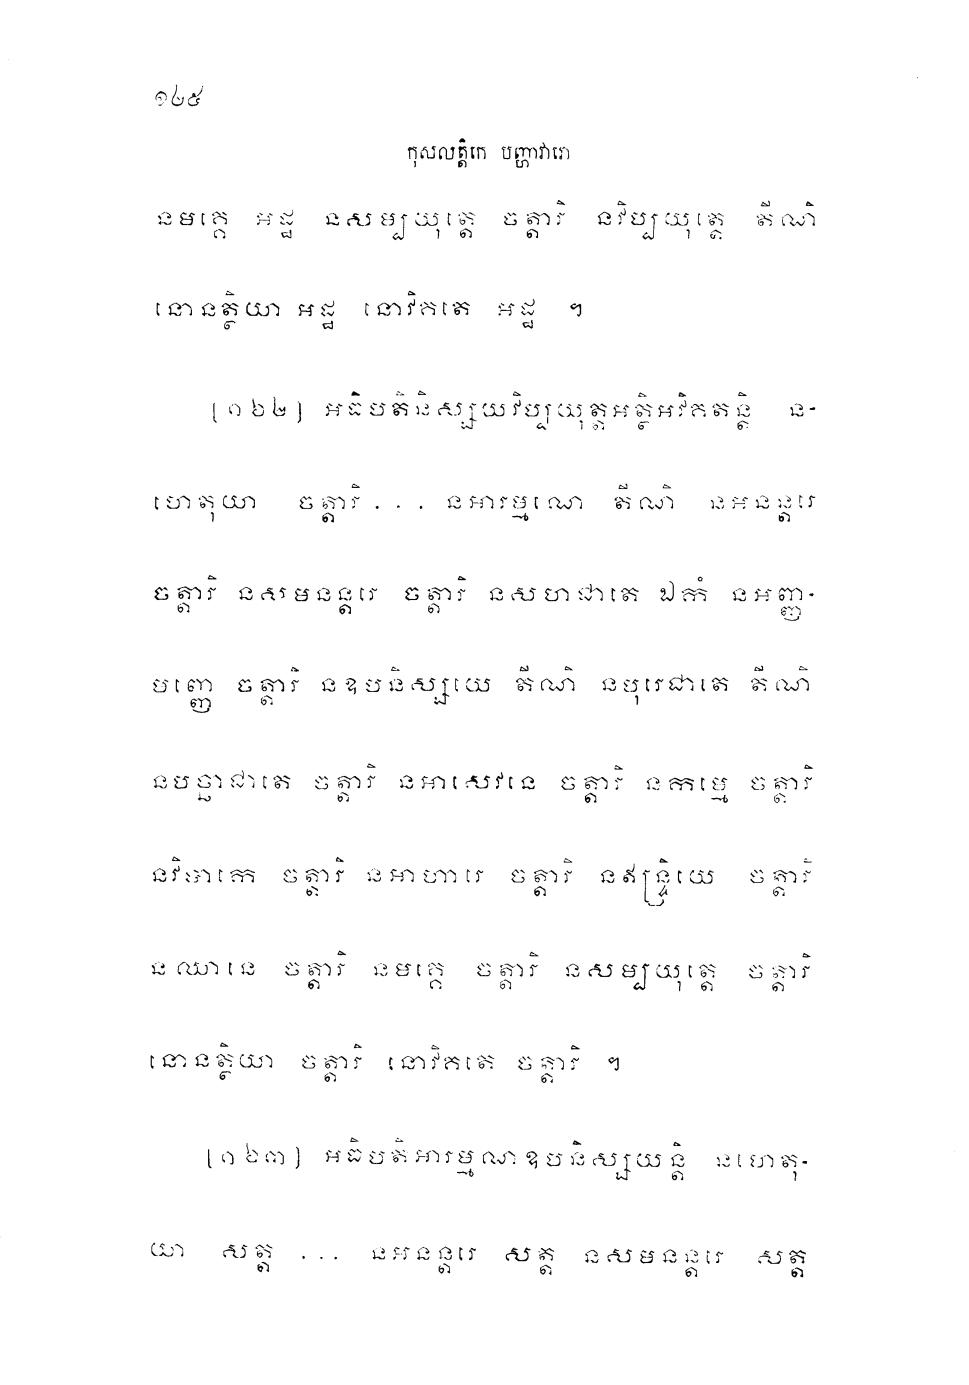 ១៤៥
កុសលត្តិកេ បញ្ហាវារោ
នមគ្គេ អដ្ឋ នសម្បយុត្តេ ចត្តារិ នវិប្បយុត្តេ តីណិ
នោនត្ថិយា អដ្ឋ នោវិគតេ អដ្ឋ ។
[១៦២] អធិបតិនិស្សយវិប្បយុត្តអត្ថិអវិគតន្តិ ន-
ហេតុយា ចត្តារិ... នអារម្មណេ តីណិ នអនន្តរេ
ចត្តារិ នសមនន្តរេ ចត្តារិ នសហជាតេ ឯកំ នអញ្ញ-
មញ្ញេ ចត្តារិ នឧបនិស្សយេ តីណិ នបុរេជាតេ តីណិ
នបច្ឆាជាតេ ចត្តារិ នអាសេវនេ ចត្តារិ នកម្មេ ចត្តារិ
នវិបាកេ ចត្តារិ នអាហារេ ចត្តារិ នឥន្ទ្រិយេ ចត្តារិ
នឈានេ ចត្តារិ នមគ្គេ ចត្តារិ នសម្បយុត្តេ ចត្តារិ
នោនត្ថិយា ចត្តារិ នោវិគតេ ចត្តារិ ។
[១៦៣] អធិបតិអារម្មណឧបនិស្សយន្តិ នហេតុ-
យា សត្ត ... នអនន្តរេ សត្ត នសមនន្តរេ សត្ត